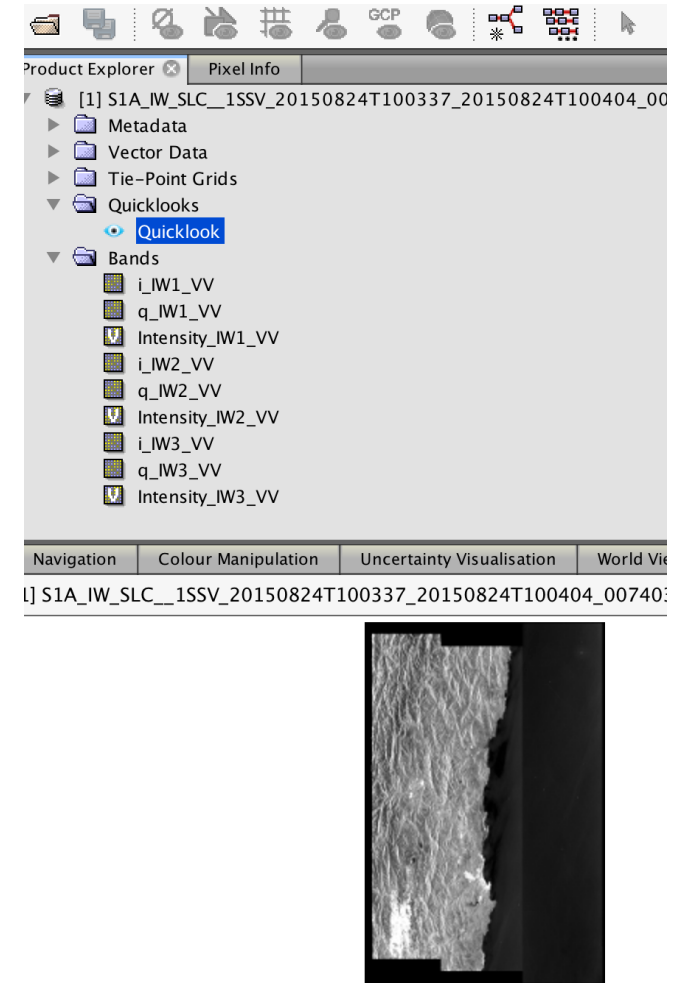 GCP
Product Explorer Pixel Info
[1] S1A_IW_SLC__1SSV_20150824T100337_20150824T100404_00
Metadata
Vector Data
Tie-Point Grids
Quicklooks
Quicklook
Bands
i_IW1_VV
q_IW1_VV
Intensity_IW1_VV
i_IW2_VV
q_IW2_VV
Intensity_IW2_VV
i_IW3_VV
q_IW3_VV
Intensity_IW3_VV
Navigation Colour Manipulation Uncertainty Visualisation World Vie
1] S1A_IW_SLC__1SSV_20150824T100337_20150824T100404_007403